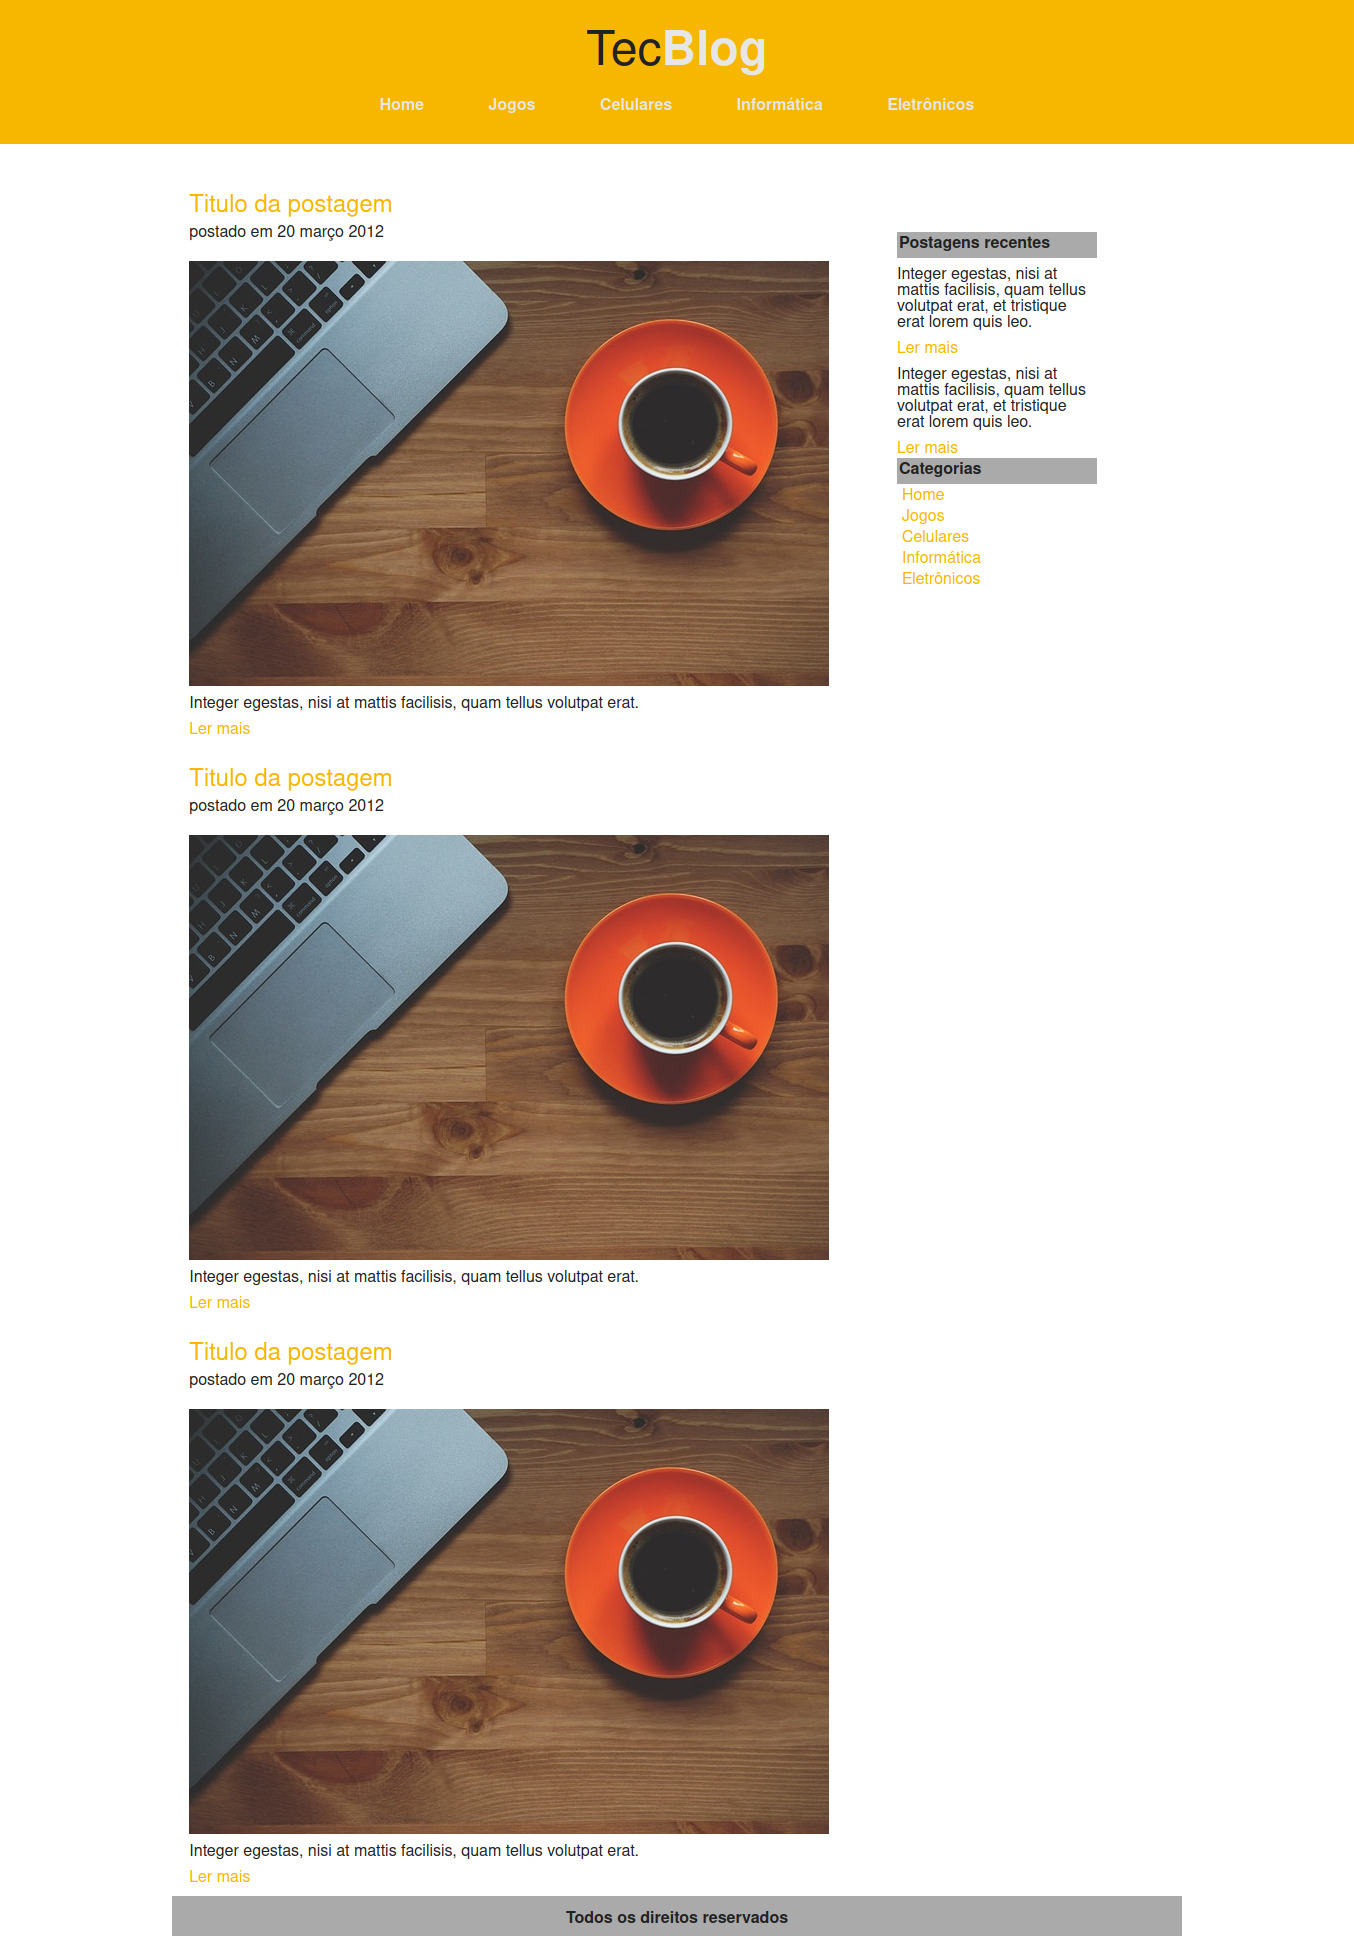 TecBlog
Home Jogos Celulares Informática Eletrônicos
Titulo da postagem
postado em 20 março 2012
command
option
Integer egestas, nisi at mattis facilisis, quam tellus volutpat erat.
Ler mais
Titulo da postagem
postado em 20 março 2012
command
option
Integer egestas, nisi at mattis facilisis, quam tellus volutpat erat.
Ler mais
Titulo da postagem
postado em 20 março 2012
command
option
Integer egestas, nisi at mattis facilisis, quam tellus volutpat erat.
Ler mais
Postagens recentes
Integer egestas, nisi at
mattis facilisis, quam tellus
volutpat erat, et tristique
erat lorem quis leo.
Ler mais
Integer egestas, nisi at
mattis facilisis, quam tellus
volutpat erat, et tristique
erat lorem quis leo.
Ler mais
Categorias
Home
Jogos
Celulares
Informática
Eletrônicos
Todos os direitos reservados